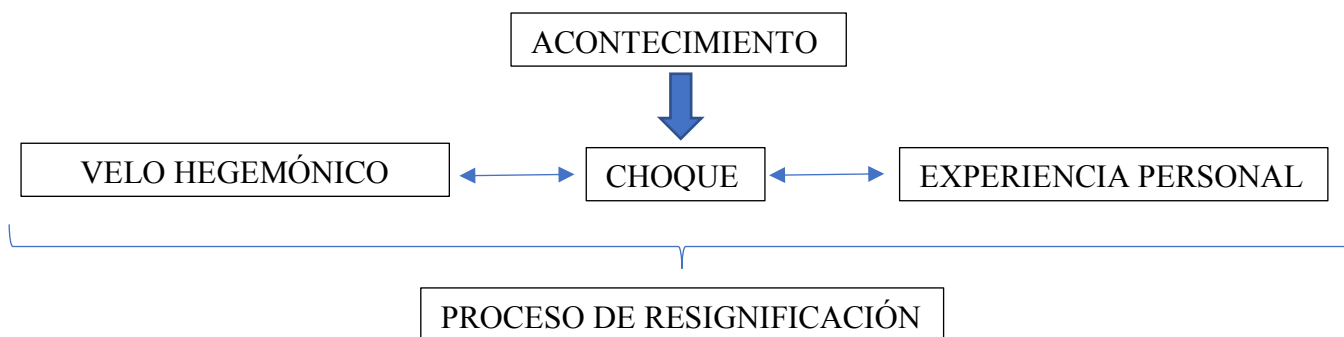 ACONTECIMIENTO
VELO HEGEMÓNICO
CHOQUE
EXPERIENCIA PERSONAL
PROCESO DE RESIGNIFICACIÓN